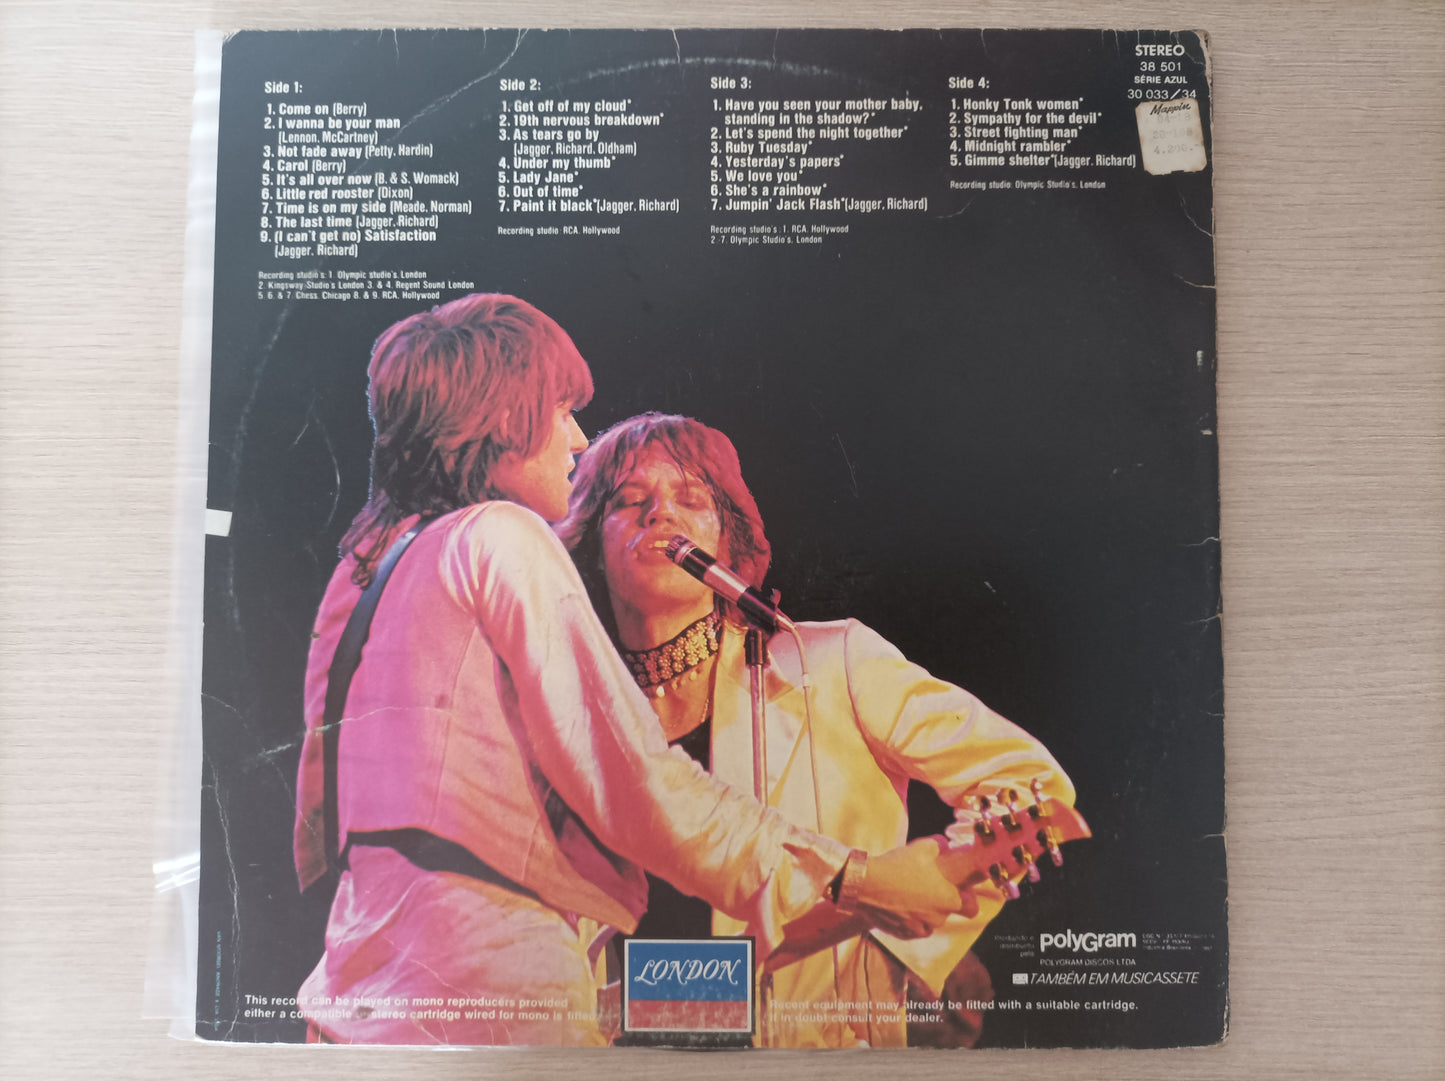 STEREO
38 501
SÉRIE AZUL
30 033/34
Mappin
4.200.-
Side 1:
1. Come on (Berry)
2. I wanna be your man
(Lennon, McCartney)
3. Not fade away (Petty, Hardin)
4. Carol (Berry)
5. It's all over now (B. & S. Womack)
6. Little red rooster (Dixon)
7. Time is on my side (Meade, Norman)
8. The last time (Jagger, Richard)
9. (I can't get no) Satisfaction
(Jagger, Richard)
Recording studio's: 1. Olympic studio's, London
2. Kingsway Studio's London 3. & 4. Regent Sound London
5. 6. & 7. Chess, Chicago 8. & 9. RCA, Hollywood
Side 2:
1. Get off of my cloud*
2. 19th nervous breakdown*
3. As tears go by
(Jagger, Richard, Oldham)
4. Under my thumb*
5. Lady Jane*
6. Out of time*
7. Paint it black*(Jagger, Richard)
Recording studio: RCA, Hollywood
Side 3:
1. Have you seen your mother baby,
standing in the shadow?*
2. Let's spend the night together*
3. Ruby Tuesday*
4. Yesterday's papers*
5. We love you*
6. She's a rainbow*
7. Jumpin' Jack Flash*(Jagger, Richard)
Recording studio's: 1. RCA, Hollywood
2-7. Olympic Studio's, London
Side 4:
1. Honky Tonk women*
2. Sympathy for the devil*
3. Street fighting man*
4. Midnight rambler*
5. Gimme shelter*(Jagger, Richard)
Recording studio: Olympic Studio's, London
Produzido e
distribuído
pela
polyGram
POLYGRAM DISCOS LTDA
TAMBÉM EM MUSICASSETE
LONDON
This record can be played on mono reproducers provided
either a compatible or stereo cartridge wired for mono is fitted.
Recent equipment may already be fitted with a suitable cartridge.
If in doubt consult your dealer.